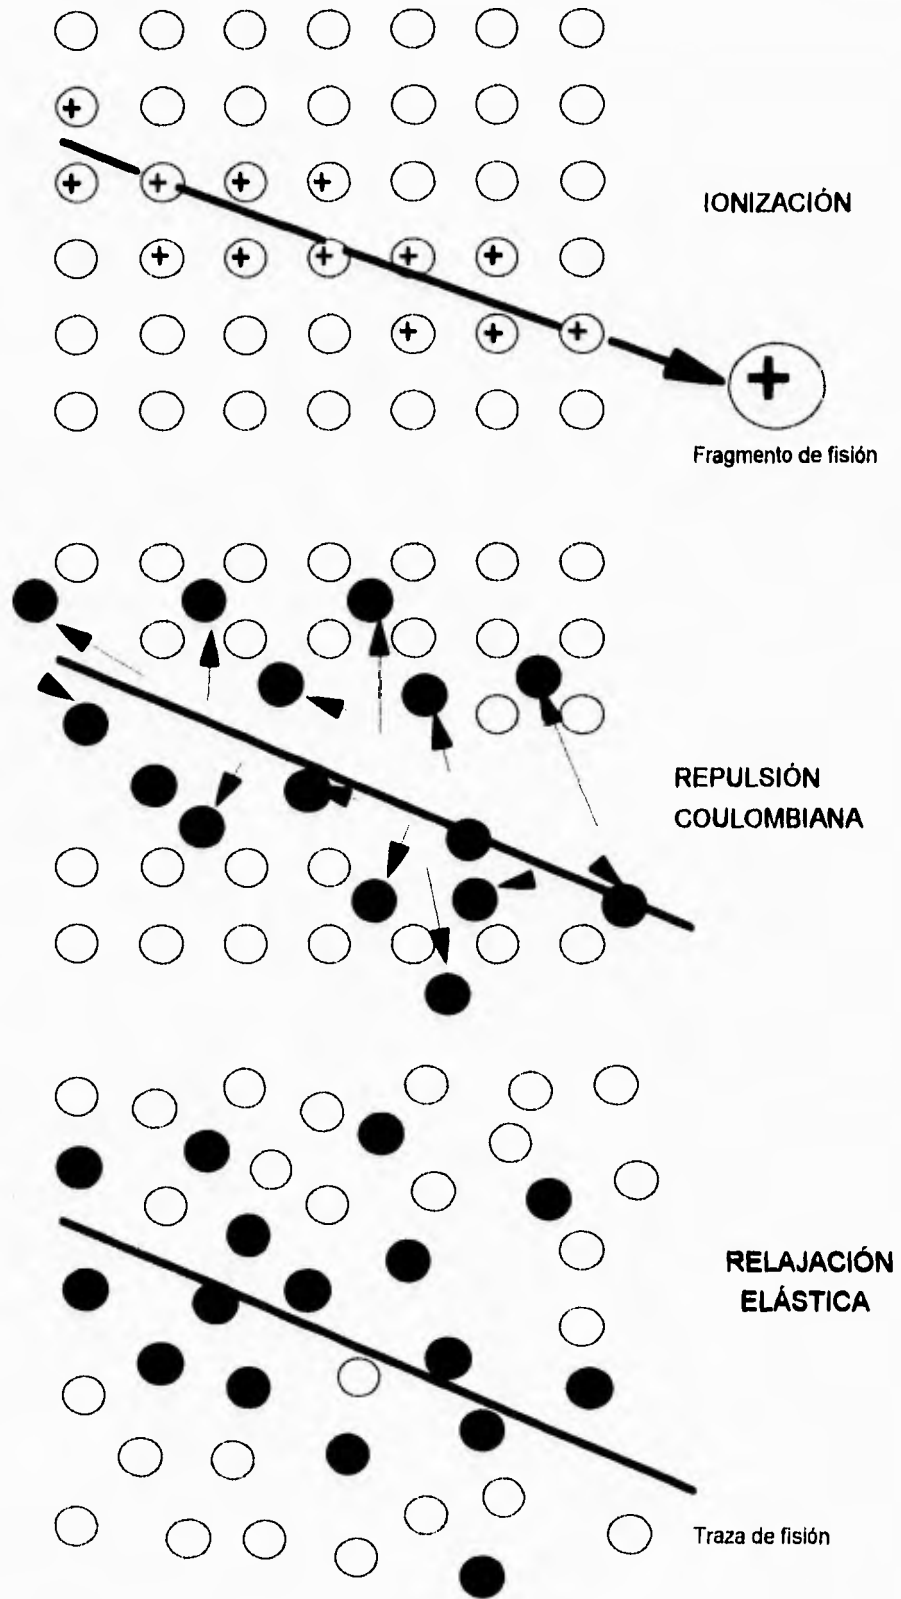 IONIZACIÓN
Fragmento de fisión
REPULSIÓN
COULOMBIANA
RELAJACIÓN
ELÁSTICA
Traza de fisión